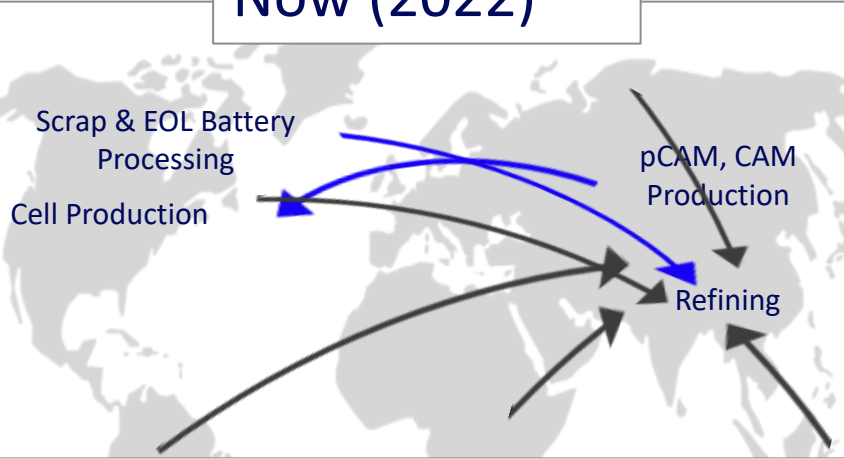 Now (2022)
Scrap & EOL Battery
Processing
Cell Production
pCAM, CAM
Production
Refining